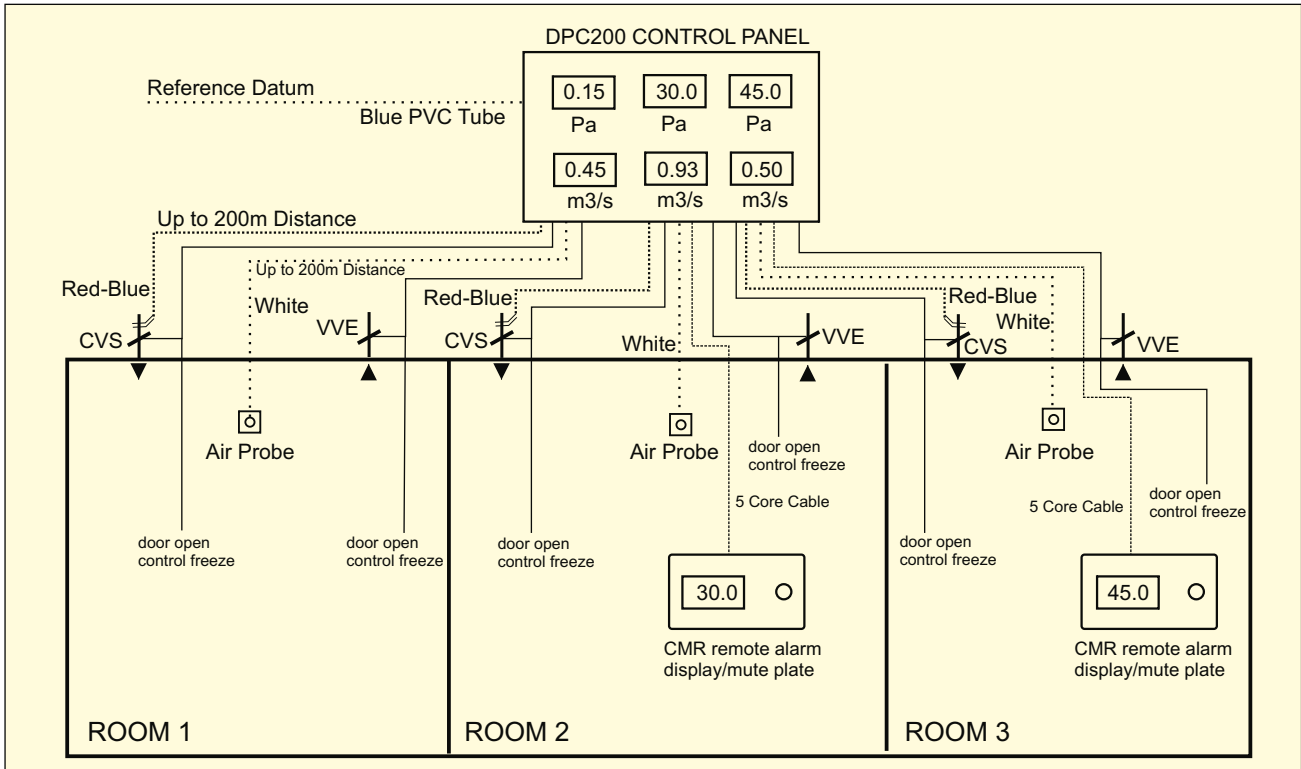 DPC200 CONTROL PANEL
Reference Datum
Blue PVC Tube
0.15 30.0 45.0
Pa Pa Pa
0.45 0.93 0.50
m3/s m3/s m3/s
Up to 200m Distance
Up to 200m Distance
Red-Blue
White
CVS
VVE
Red-Blue
CVS
White
VVE
Red-Blue
White
CVS
VVE
Air Probe
door open
control freeze
door open
control freeze
Air Probe
door open
control freeze
5 Core Cable
door open
control freeze
30.0
CMR remote alarm
display/mute plate
Air Probe
5 Core Cable
door open
control freeze
door open
control freeze
45.0
CMR remote alarm
display/mute plate
ROOM 1
ROOM 2
ROOM 3